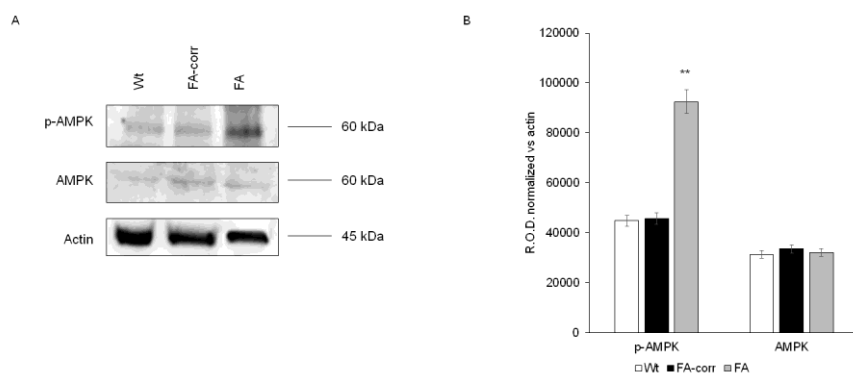 A
Wt
FA-corr
FA
p-AMPK
60 kDa
AMPK
60 kDa
Actin
45 kDa
B
R.O.D. normalized vs actin
120000
100000
80000
60000
40000
20000
0
**
p-AMPK
AMPK
Wt FA-corr FA